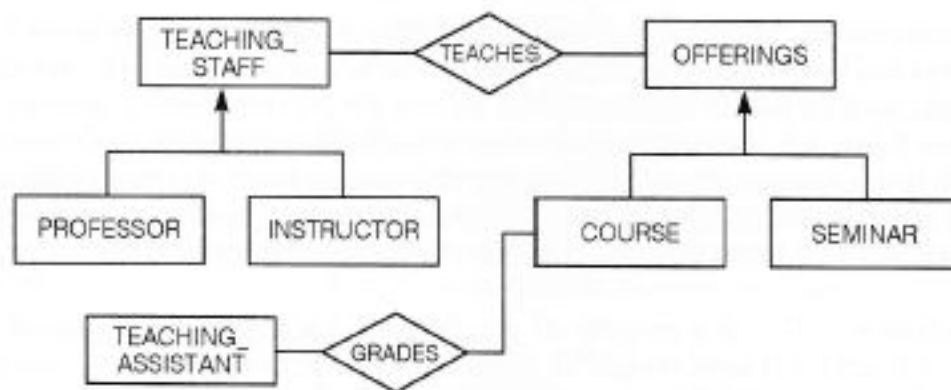 TEACHING_
STAFF
TEACHES
OFFERINGS
PROFESSOR
INSTRUCTOR
COURSE
SEMINAR
TEACHING_
ASSISTANT
GRADES